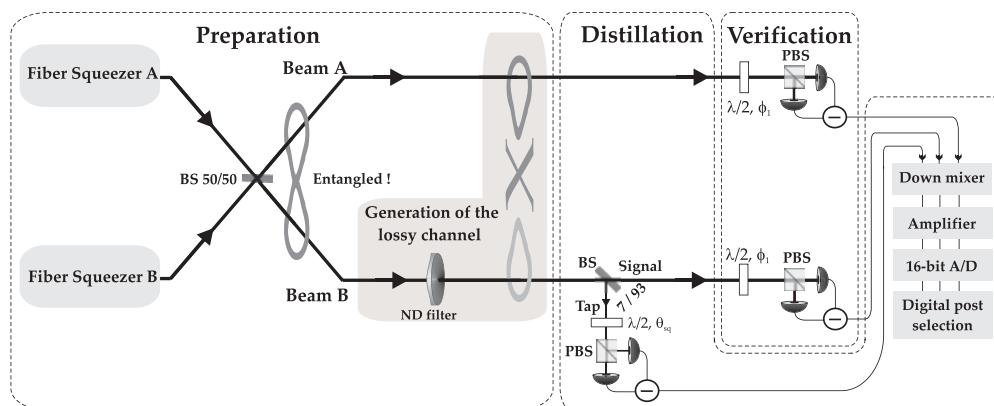 Preparation
Distillation
Verification
Fiber Squeezer A
Beam A
PBS
λ/2, ϕ₁
BS 50/50
Entangled !
Down mixer
Generation of the
lossy channel
Amplifier
Fiber Squeezer B
Beam B
ND filter
BS
Signal
7 / 93
Tap
λ/2, θsq
PBS
λ/2, ϕ₁
PBS
16-bit A/D
Digital post
selection